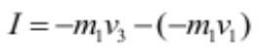 I = −m₁v₃ − (−m₁v₁)